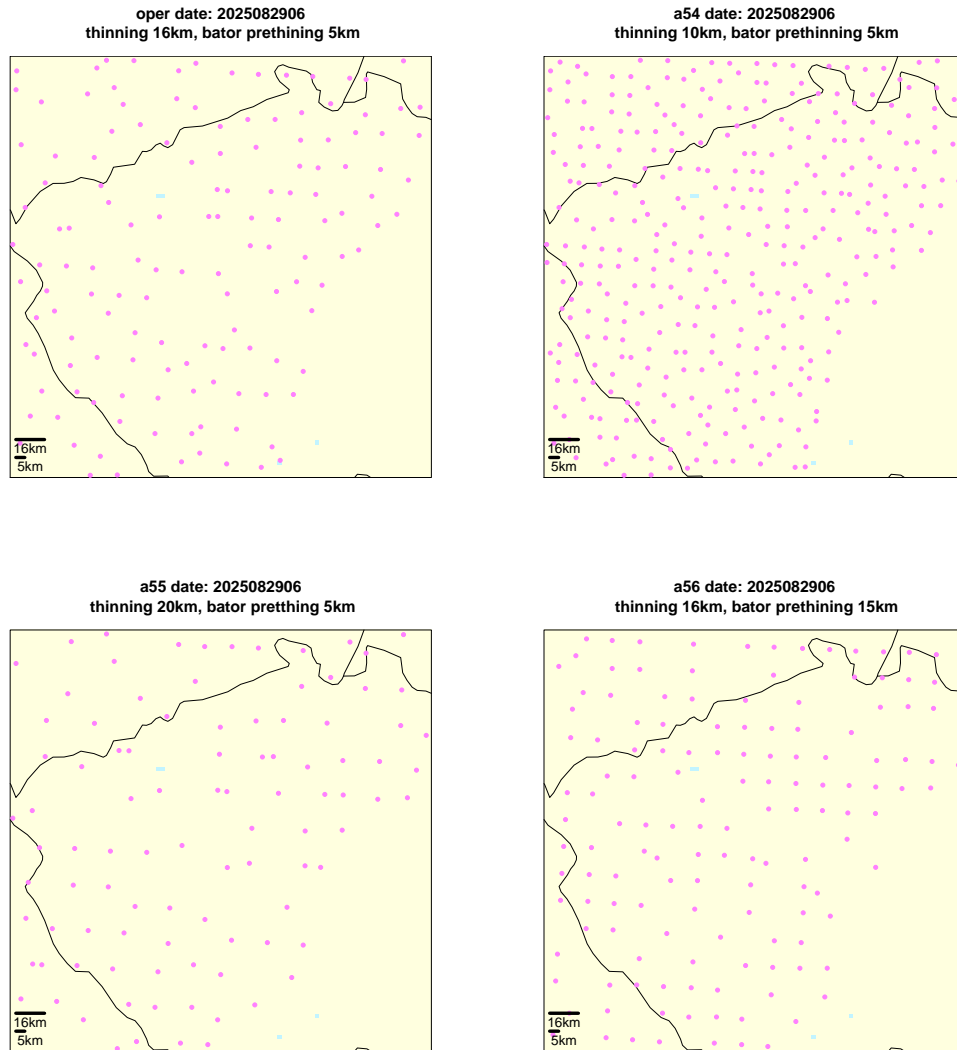 oper date: 2025082906
thinning 16km, bator prethining 5km
16km
5km
a54 date: 2025082906
thinning 10km, bator prethinning 5km
16km
5km
a55 date: 2025082906
thinning 20km, bator pretthing 5km
16km
5km
a56 date: 2025082906
thinning 16km, bator prethining 15km
16km
5km